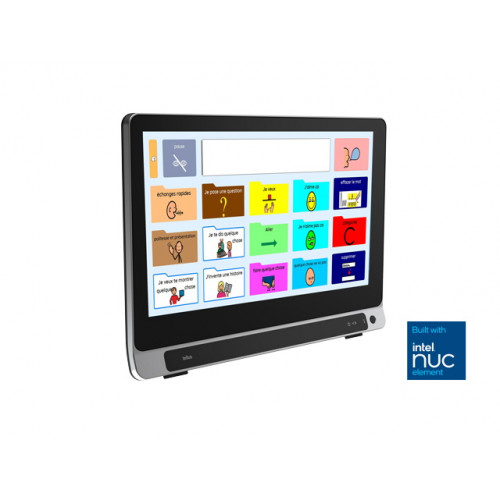 pause
échanges rapides
Je pose une question
Je veux
J'aime ça
effacer le mot
Je te dis quelque
chose
Aller
Je n'aime pas ça
C
Je veux te montrer
quelque chose
J'invente une histoire
faire quelque chose
supprimer
Built with
intel
nuc
element